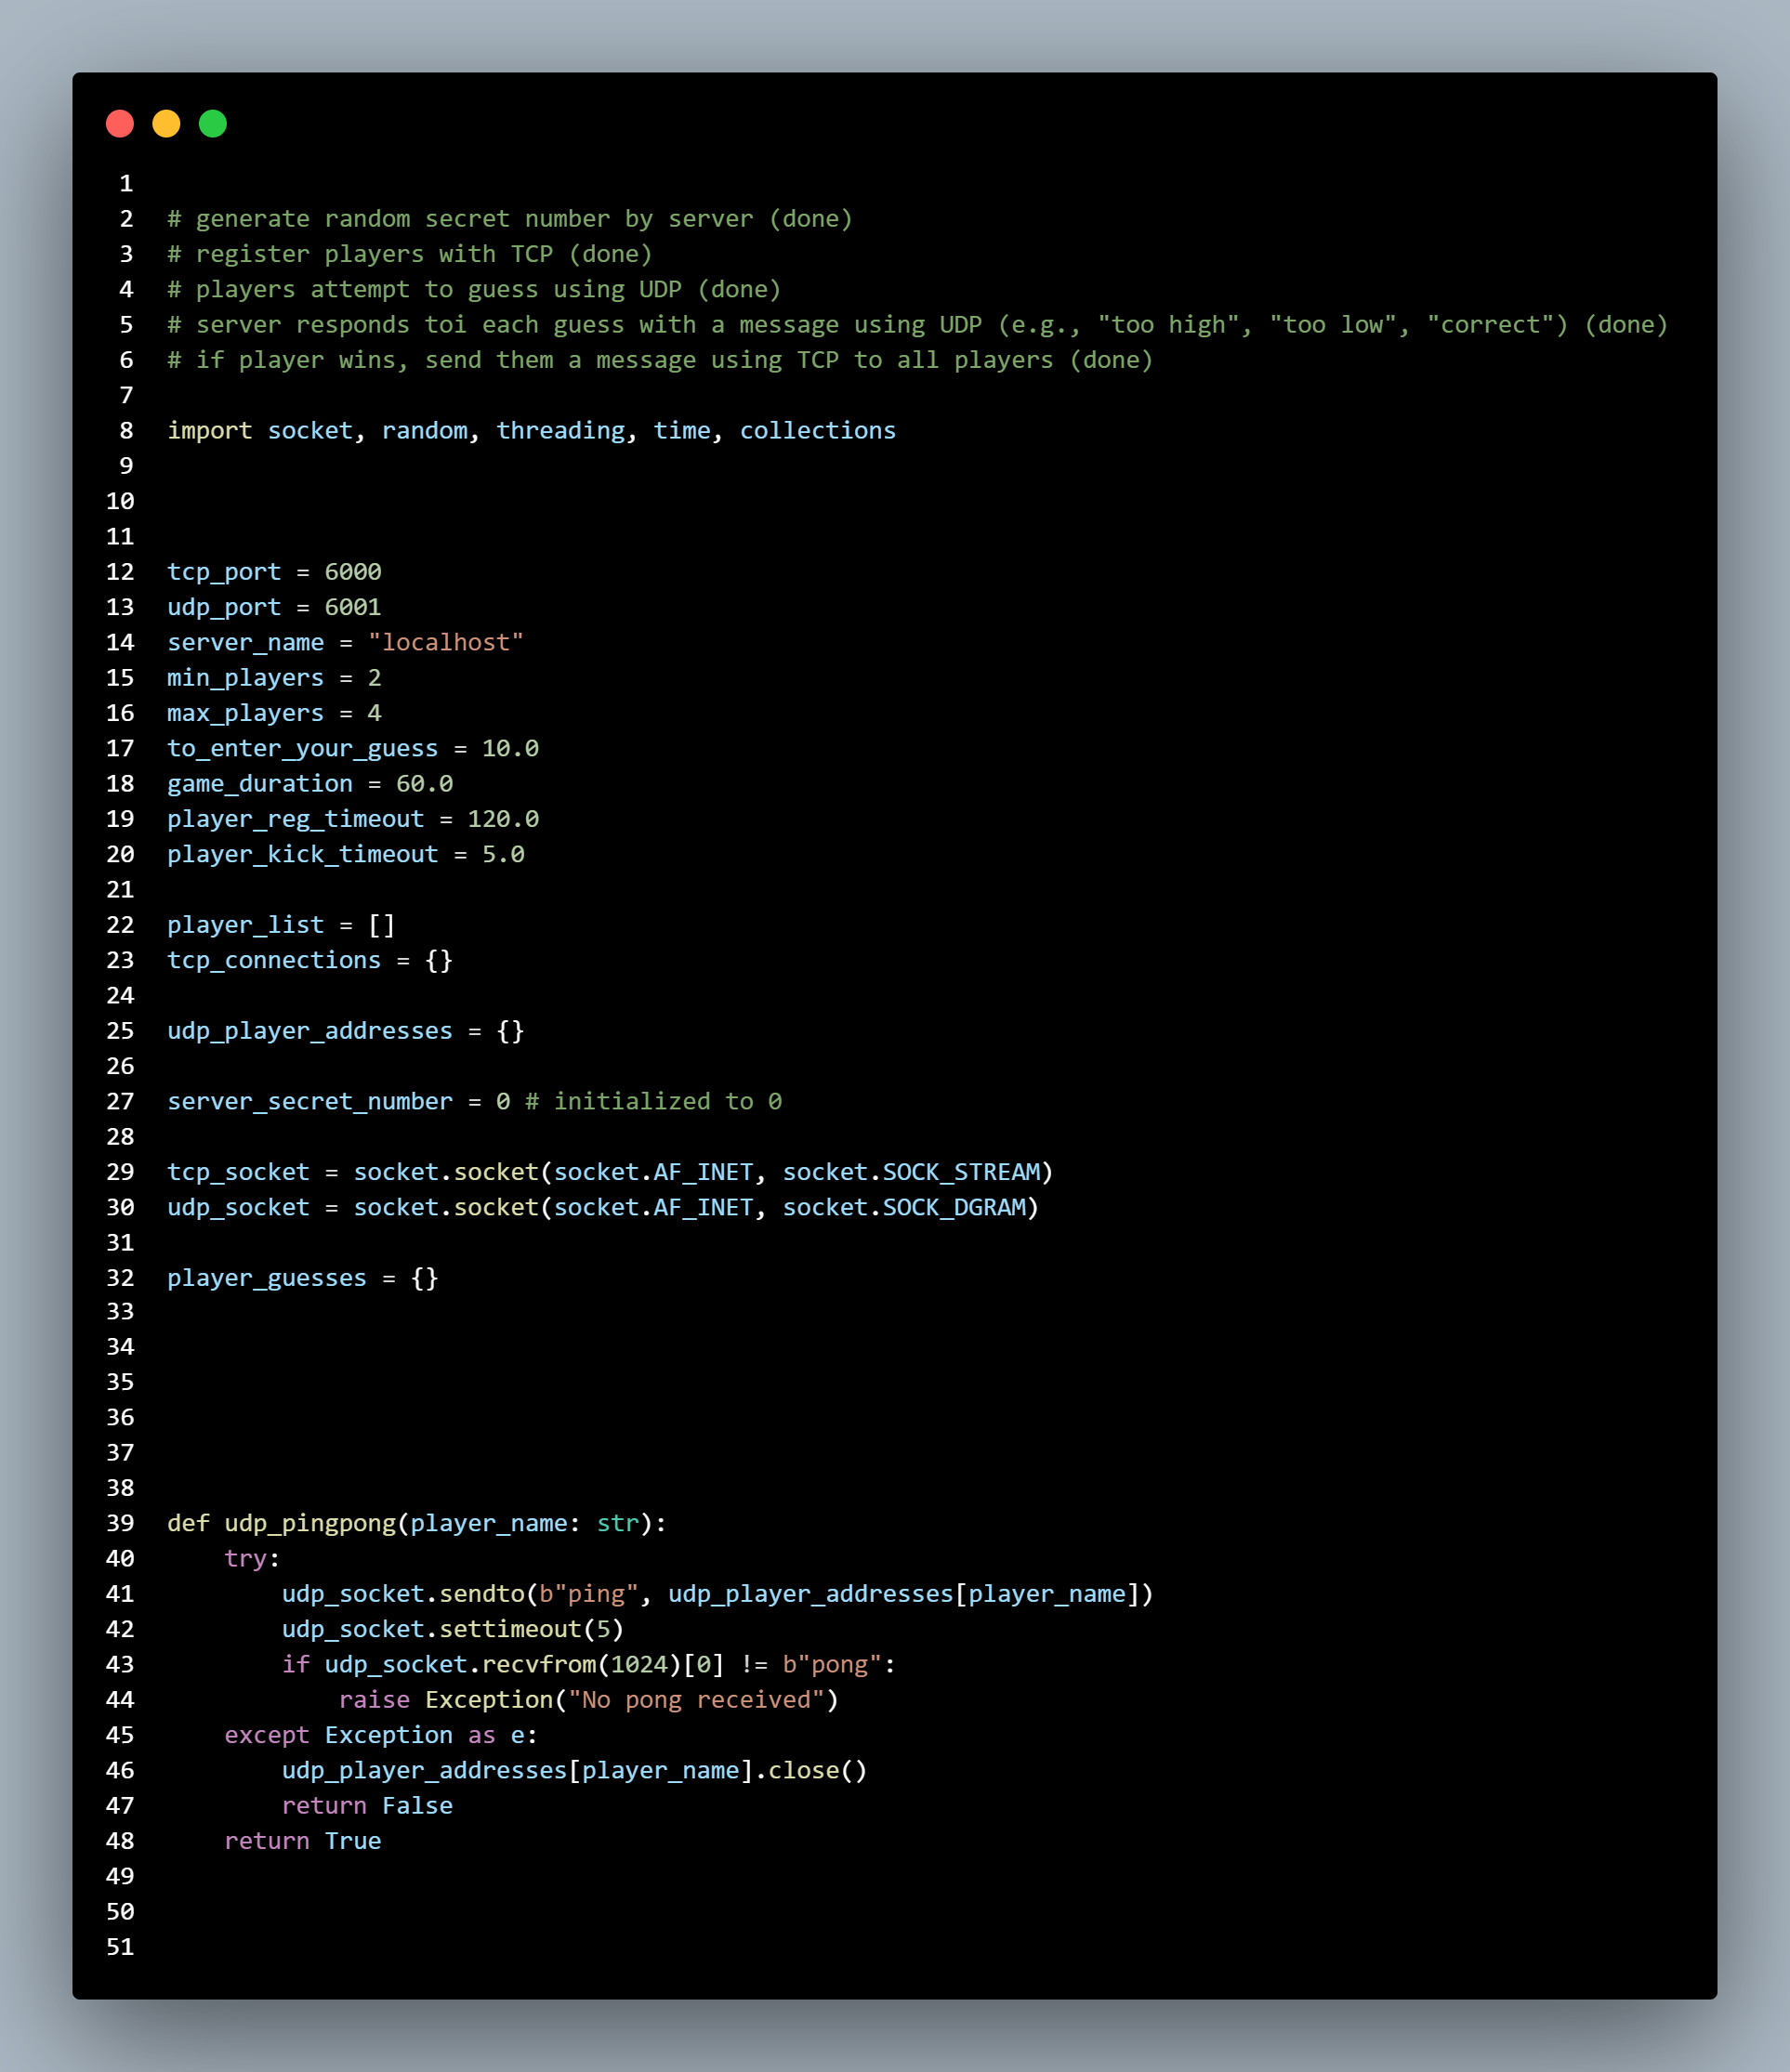 1
2 # generate random secret number by server (done)
3 # register players with TCP (done)
4 # players attempt to guess using UDP (done)
5 # server responds toi each guess with a message using UDP (e.g., "too high", "too low", "correct") (done)
6 # if player wins, send them a message using TCP to all players (done)
7
8 import socket, random, threading, time, collections
9
10
11
12 tcp_port = 6000
13 udp_port = 6001
14 server_name = "localhost"
15 min_players = 2
16 max_players = 4
17 to_enter_your_guess = 10.0
18 game_duration = 60.0
19 player_reg_timeout = 120.0
20 player_kick_timeout = 5.0
21
22 player_list = []
23 tcp_connections = {}
24
25 udp_player_addresses = {}
26
27 server_secret_number = 0 # initialized to 0
28
29 tcp_socket = socket.socket(socket.AF_INET, socket.SOCK_STREAM)
30 udp_socket = socket.socket(socket.AF_INET, socket.SOCK_DGRAM)
31
32 player_guesses = {}
33
34
35
36
37
38
39 def udp_pingpong(player_name: str):
40     try:
41         udp_socket.sendto(b"ping", udp_player_addresses[player_name])
42         udp_socket.settimeout(5)
43         if udp_socket.recvfrom(1024)[0] != b"pong":
44             raise Exception("No pong received")
45     except Exception as e:
46         udp_player_addresses[player_name].close()
47         return False
48     return True
49
50
51